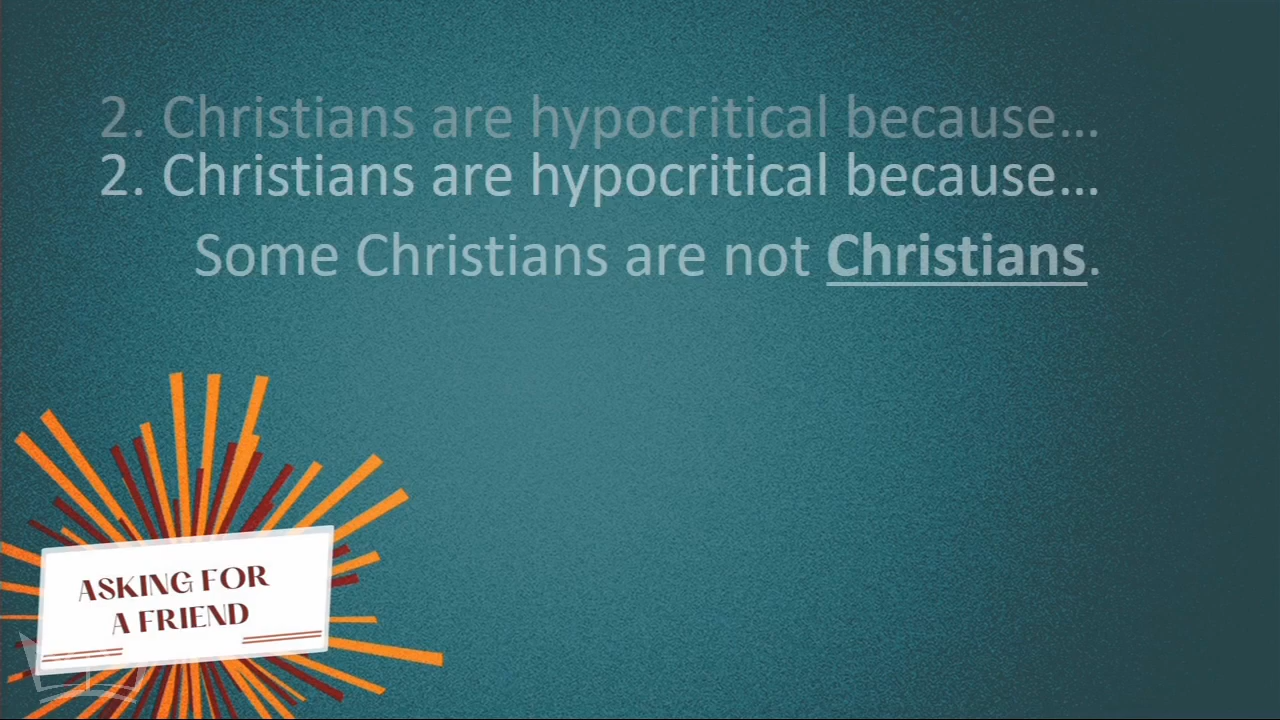 2. Christians are hypocritical because…
2. Christians are hypocritical because…
Some Christians are not Christians.
ASKING FOR
A FRIEND